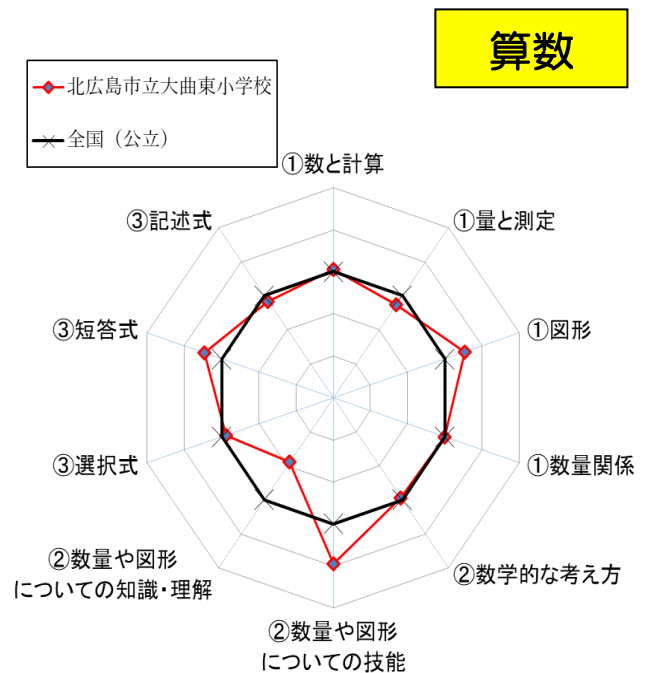 算数
北広島市立大曲東小学校
全国（公立）
①数と計算
①量と測定
①図形
①数量関係
②数学的な考え方
②数量や図形
についての技能
②数量や図形
についての知識・理解
③選択式
③短答式
③記述式